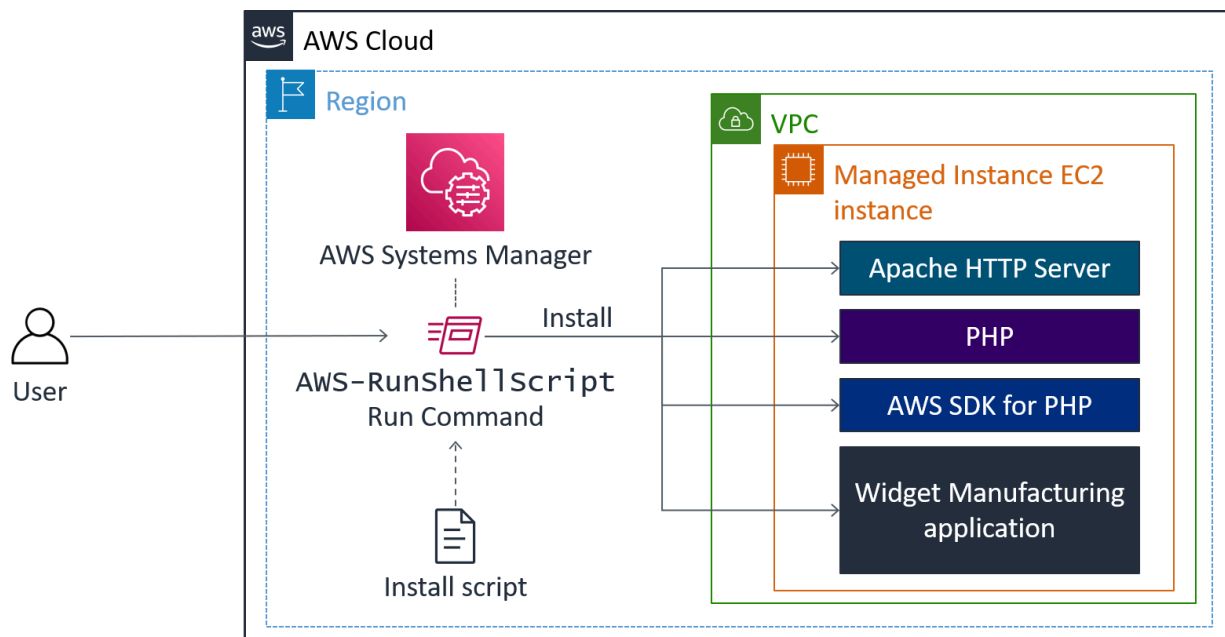 aws
AWS Cloud
Region
VPC
Managed Instance EC2
instance
AWS Systems Manager
Apache HTTP Server
Install
PHP
User
AWS-RunShellScript
Run Command
AWS SDK for PHP
Widget Manufacturing
application
Install script